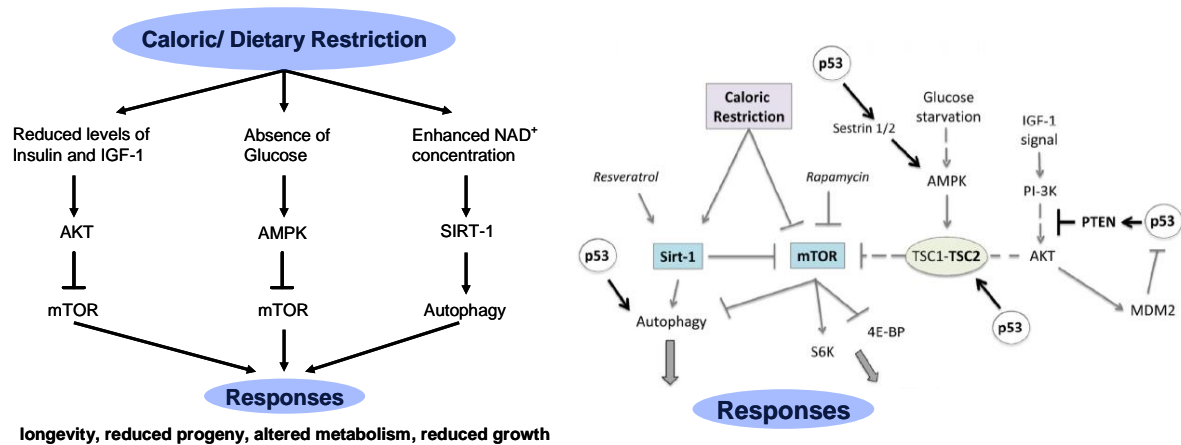 Caloric/ Dietary Restriction
Reduced levels of
Insulin and IGF-1
Absence of
Glucose
Enhanced NAD⁺
concentration
AKT
AMPK
SIRT-1
mTOR
mTOR
Autophagy
Responses
longevity, reduced progeny, altered metabolism, reduced growth
p53
Caloric
Restriction
Glucose
starvation
IGF-1
signal
Sestrin 1/2
Resveratrol
Rapamycin
AMPK
PI-3K
PTEN
p53
p53
Sirt-1
mTOR
TSC1-TSC2
AKT
MDM2
Autophagy
p53
4E-BP
S6K
Responses